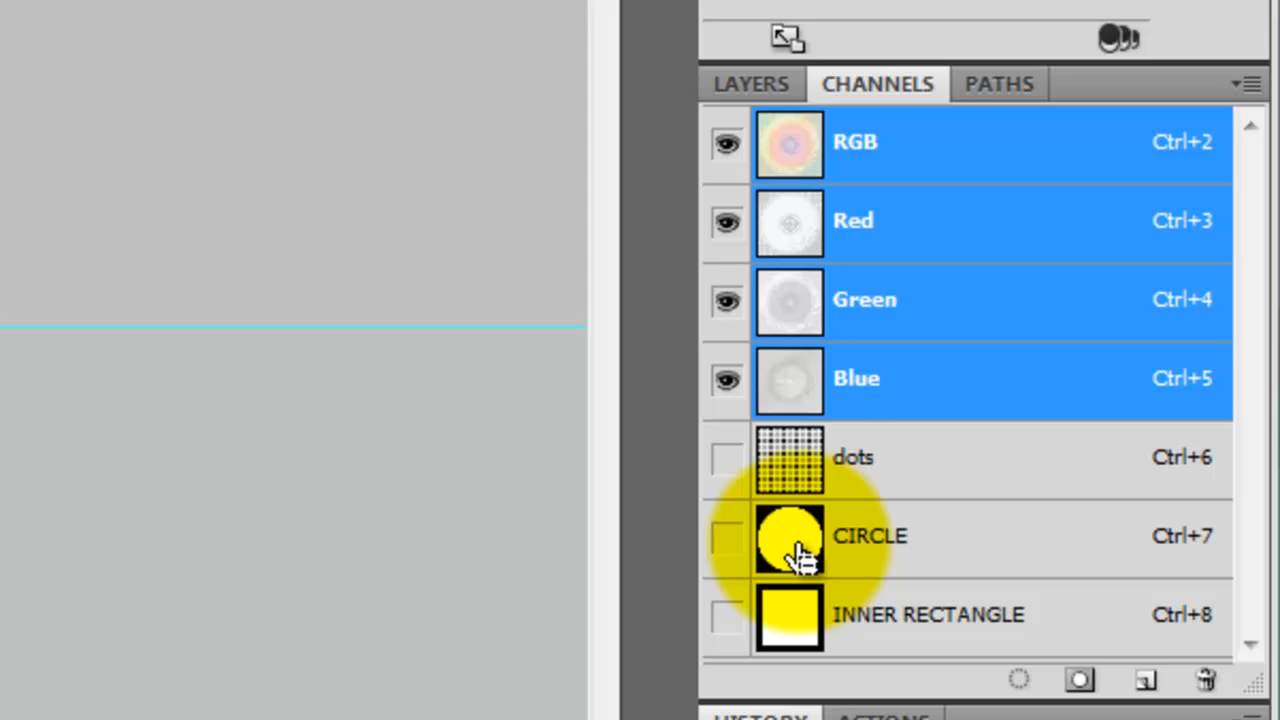 LAYERS CHANNELS PATHS
RGB Ctrl+2
Red Ctrl+3
Green Ctrl+4
Blue Ctrl+5
dots Ctrl+6
CIRCLE Ctrl+7
INNER RECTANGLE Ctrl+8
HISTORY ACTIONS